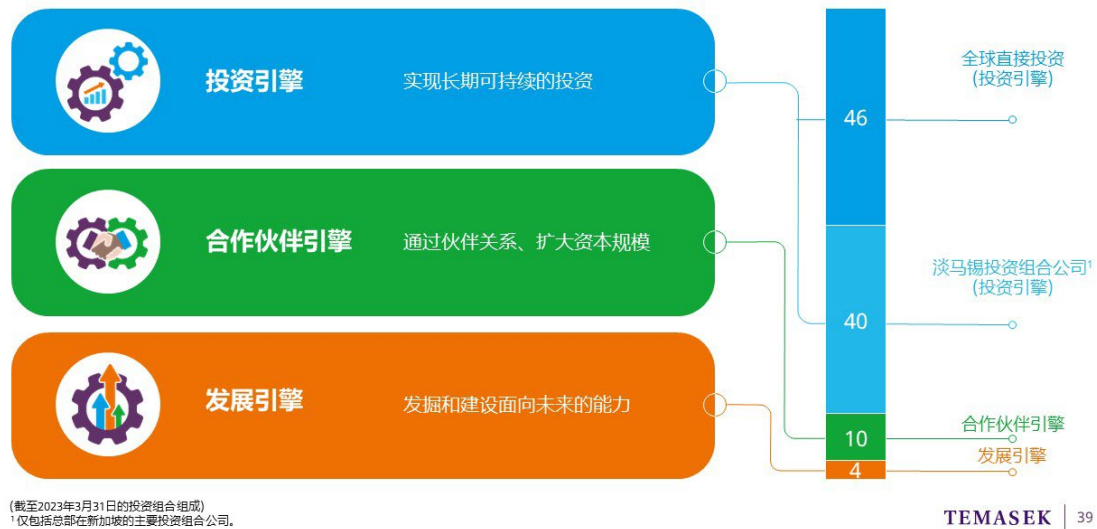 投资引擎
实现长期可持续的投资
合作伙伴引擎
通过伙伴关系、扩大资本规模
发展引擎
发掘和建设面向未来的能力
46
40
10
4
全球直接投资
(投资引擎)
淡马锡投资组合公司¹
(投资引擎)
合作伙伴引擎
发展引擎
(截至2023年3月31日的投资组合组成)
¹仅包括总部在新加坡的主要投资组合公司。
TEMASEK | 39